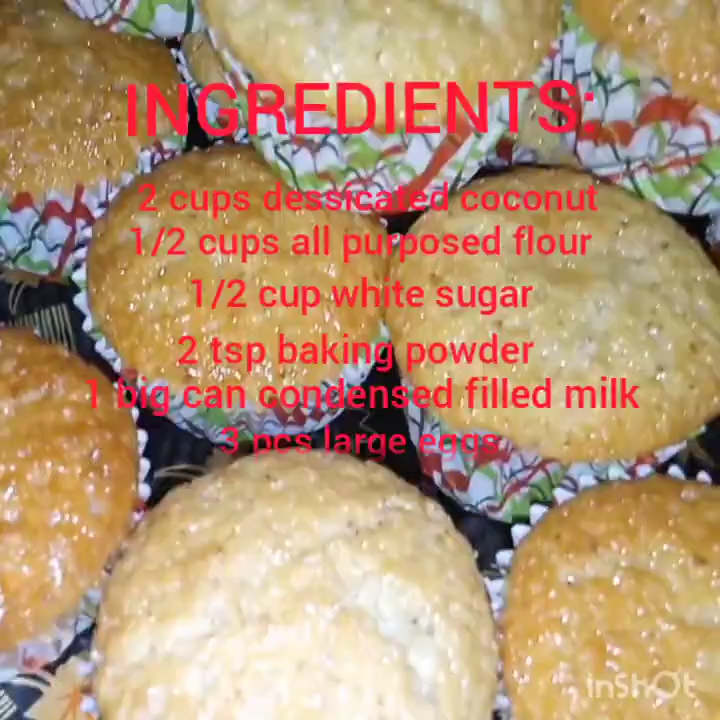 INGREDIENTS:
2 cups dessicated coconut
1/2 cups all purposed flour
1/2 cup white sugar
2 tsp baking powder
1 big can condensed filled milk
3 pcs large eggs
INSHOT